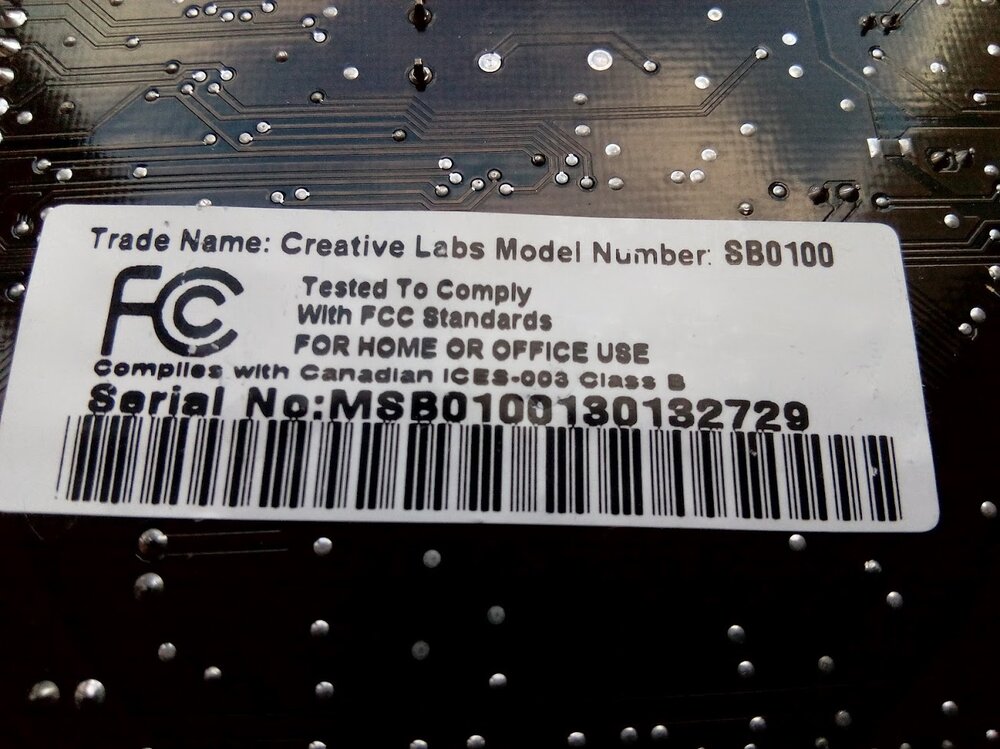 Trade Name: Creative Labs Model Number: SB0100
FC
Tested To Comply
With FCC Standards
FOR HOME OR OFFICE USE
Complies with Canadian ICES-003 Class B
Serial No:MSB0100130132729